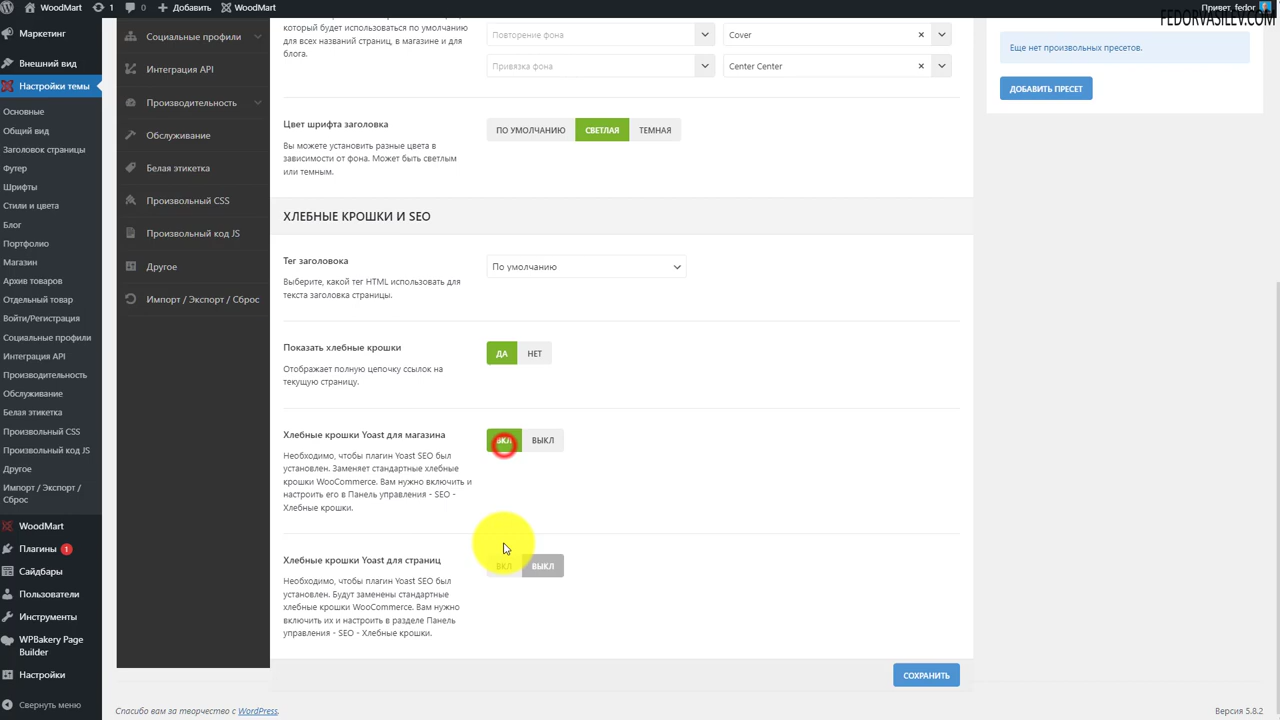 WoodMart 5 0 Добавить WoodMart Duplicator Привет, fedor
FEDORVASILEV.COM
Маркетинг
Внешний вид
Настройки темы
Основные
Общий вид
Заголовок страницы
Футер
Шрифты
Стили и цвета
Блог
Портфолио
Магазин
Архив товаров
Отдельный товар
Войти/Регистрация
Социальные профили
Интеграция API
Производительность
Обслуживание
Белая этикетка
Произвольный CSS
Произвольный код JS
Другое
Импорт / Экспорт /
Сброс
WoodMart
Плагины 1
Сайдбары
Пользователи
Инструменты
WPBakery Page
Builder
Настройки
Свернуть меню
Социальные профили
Интеграция API
Производительность
Обслуживание
Белая этикетка
Произвольный CSS
Произвольный код JS
Другое
Импорт / Экспорт / Сброс
который будет использоваться по умолчанию
для всех названий страниц, в магазине и для
блога.
Повторение фона
Cover ×
Привязка фона
Center Center ×
Цвет шрифта заголовка
Вы можете установить разные цвета в
зависимости от фона. Может быть светлым
или темным.
ПО УМОЛЧАНИЮ СВЕТЛАЯ ТЕМНАЯ
ХЛЕБНЫЕ КРОШКИ И SEO
Тег заголовока
Выберите, какой тег HTML использовать для
текста заголовка страницы.
По умолчанию
Показать хлебные крошки
Отображает полную цепочку ссылок на
текущую страницу.
ДА НЕТ
Хлебные крошки Yoast для магазина
Необходимо, чтобы плагин Yoast SEO был
установлен. Заменяет стандартные хлебные
крошки WooCommerce. Вам нужно включить и
настроить его в Панель управления - SEO -
Хлебные крошки.
ВКЛ ВЫКЛ
Хлебные крошки Yoast для страниц
Необходимо, чтобы плагин Yoast SEO был
установлен. Будут заменены стандартные
хлебные крошки WooCommerce. Вам нужно
включить их и настроить в разделе Панель
управления - SEO - Хлебные крошки.
ВКЛ ВЫКЛ
СОХРАНИТЬ
Еще нет произвольных пресетов.
ДОБАВИТЬ ПРЕСЕТ
Спасибо вам за творчество с WordPress.
Версия 5.8.2